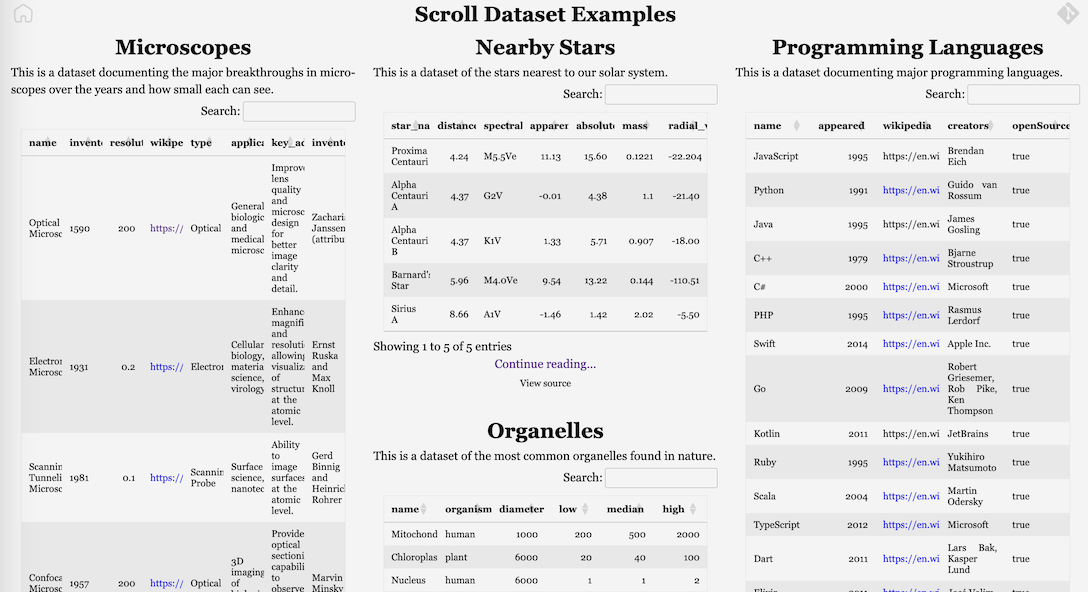 Scroll Dataset Examples
Microscopes
This is a dataset documenting the major breakthroughs in micro-
scopes over the years and how small each can see.
Search:
name invento resolut wikipe type applica key_ad invento
Optical
Microsc
1590
200
https://
Optical
General
biologic
and
medical
microsc
Improve
lens
quality
and
microsc
design
for
better
image
clarity
and
detail.
Zacharia
Janssen
(attribu
Electron
Microsc
1931
0.2
https://
Electron
Cellular
biology,
materia
science,
virology
Enhanc
magnifi
and
resoluti
allowing
visualiz
of
structur
at the
atomic
level.
Ernst
Ruska
and
Max
Knoll
Scannin
Tunneli
Microsc
1981
0.1
https://
Scannin
Probe
Surface
science,
nanotec
Ability
to
image
surfaces
at the
atomic
level.
Gerd
Binnig
and
Heinric
Rohrer
Confoca
Microsc
1957
200
https://
Optical
3D
imaging
of
Provide
optical
sectioni
capabili
to
observe
Marvin
Minsky
Nearby Stars
This is a dataset of the stars nearest to our solar system.
Search:
star_na distance spectral apparen absolute mass radial_v
Proxima
Centauri
4.24 M5.5Ve 11.13 15.60 0.1221 -22.204
Alpha
Centauri
A
4.37 G2V -0.01 4.38 1.1 -21.40
Alpha
Centauri
B
4.37 K1V 1.33 5.71 0.907 -18.00
Barnard's
Star
5.96 M4.0Ve 9.54 13.22 0.144 -110.51
Sirius
A
8.66 A1V -1.46 1.42 2.02 -5.50
Showing 1 to 5 of 5 entries
Continue reading...
View source
Organelles
This is a dataset of the most common organelles found in nature.
Search:
name organism diameter low median high
Mitochond human 1000 200 500 2000
Chloroplas plant 6000 20 40 100
Nucleus human 6000 1 1 2
Programming Languages
This is a dataset documenting major programming languages.
Search:
name appeared wikipedia creators openSource
JavaScript 1995 https://en.wi Brendan
Eich true
Python 1991 https://en.wi Guido van
Rossum true
Java 1995 https://en.wi James
Gosling true
C++ 1979 https://en.wi Bjarne
Stroustrup true
C# 2000 https://en.wi Microsoft true
PHP 1995 https://en.wi Rasmus
Lerdorf true
Swift 2014 https://en.wi Apple Inc. true
Go 2009 https://en.wi Robert
Griesemer,
Rob Pike,
Ken
Thompson true
Kotlin 2011 https://en.wi JetBrains true
Ruby 1995 https://en.wi Yukihiro
Matsumoto true
Scala 2004 https://en.wi Martin
Odersky true
TypeScript 2012 https://en.wi Microsoft true
Dart 2011 https://en.wi Lars Bak,
Kasper
Lund true